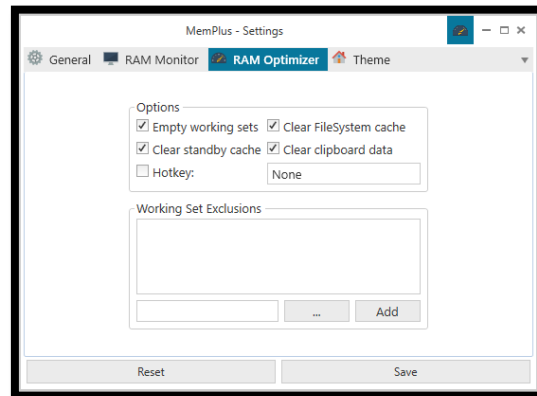 MemPlus - Settings
General RAM Monitor RAM Optimizer Theme
Options
Empty working sets Clear FileSystem cache
Clear standby cache Clear clipboard data
Hotkey: None
Working Set Exclusions
... Add
Reset Save